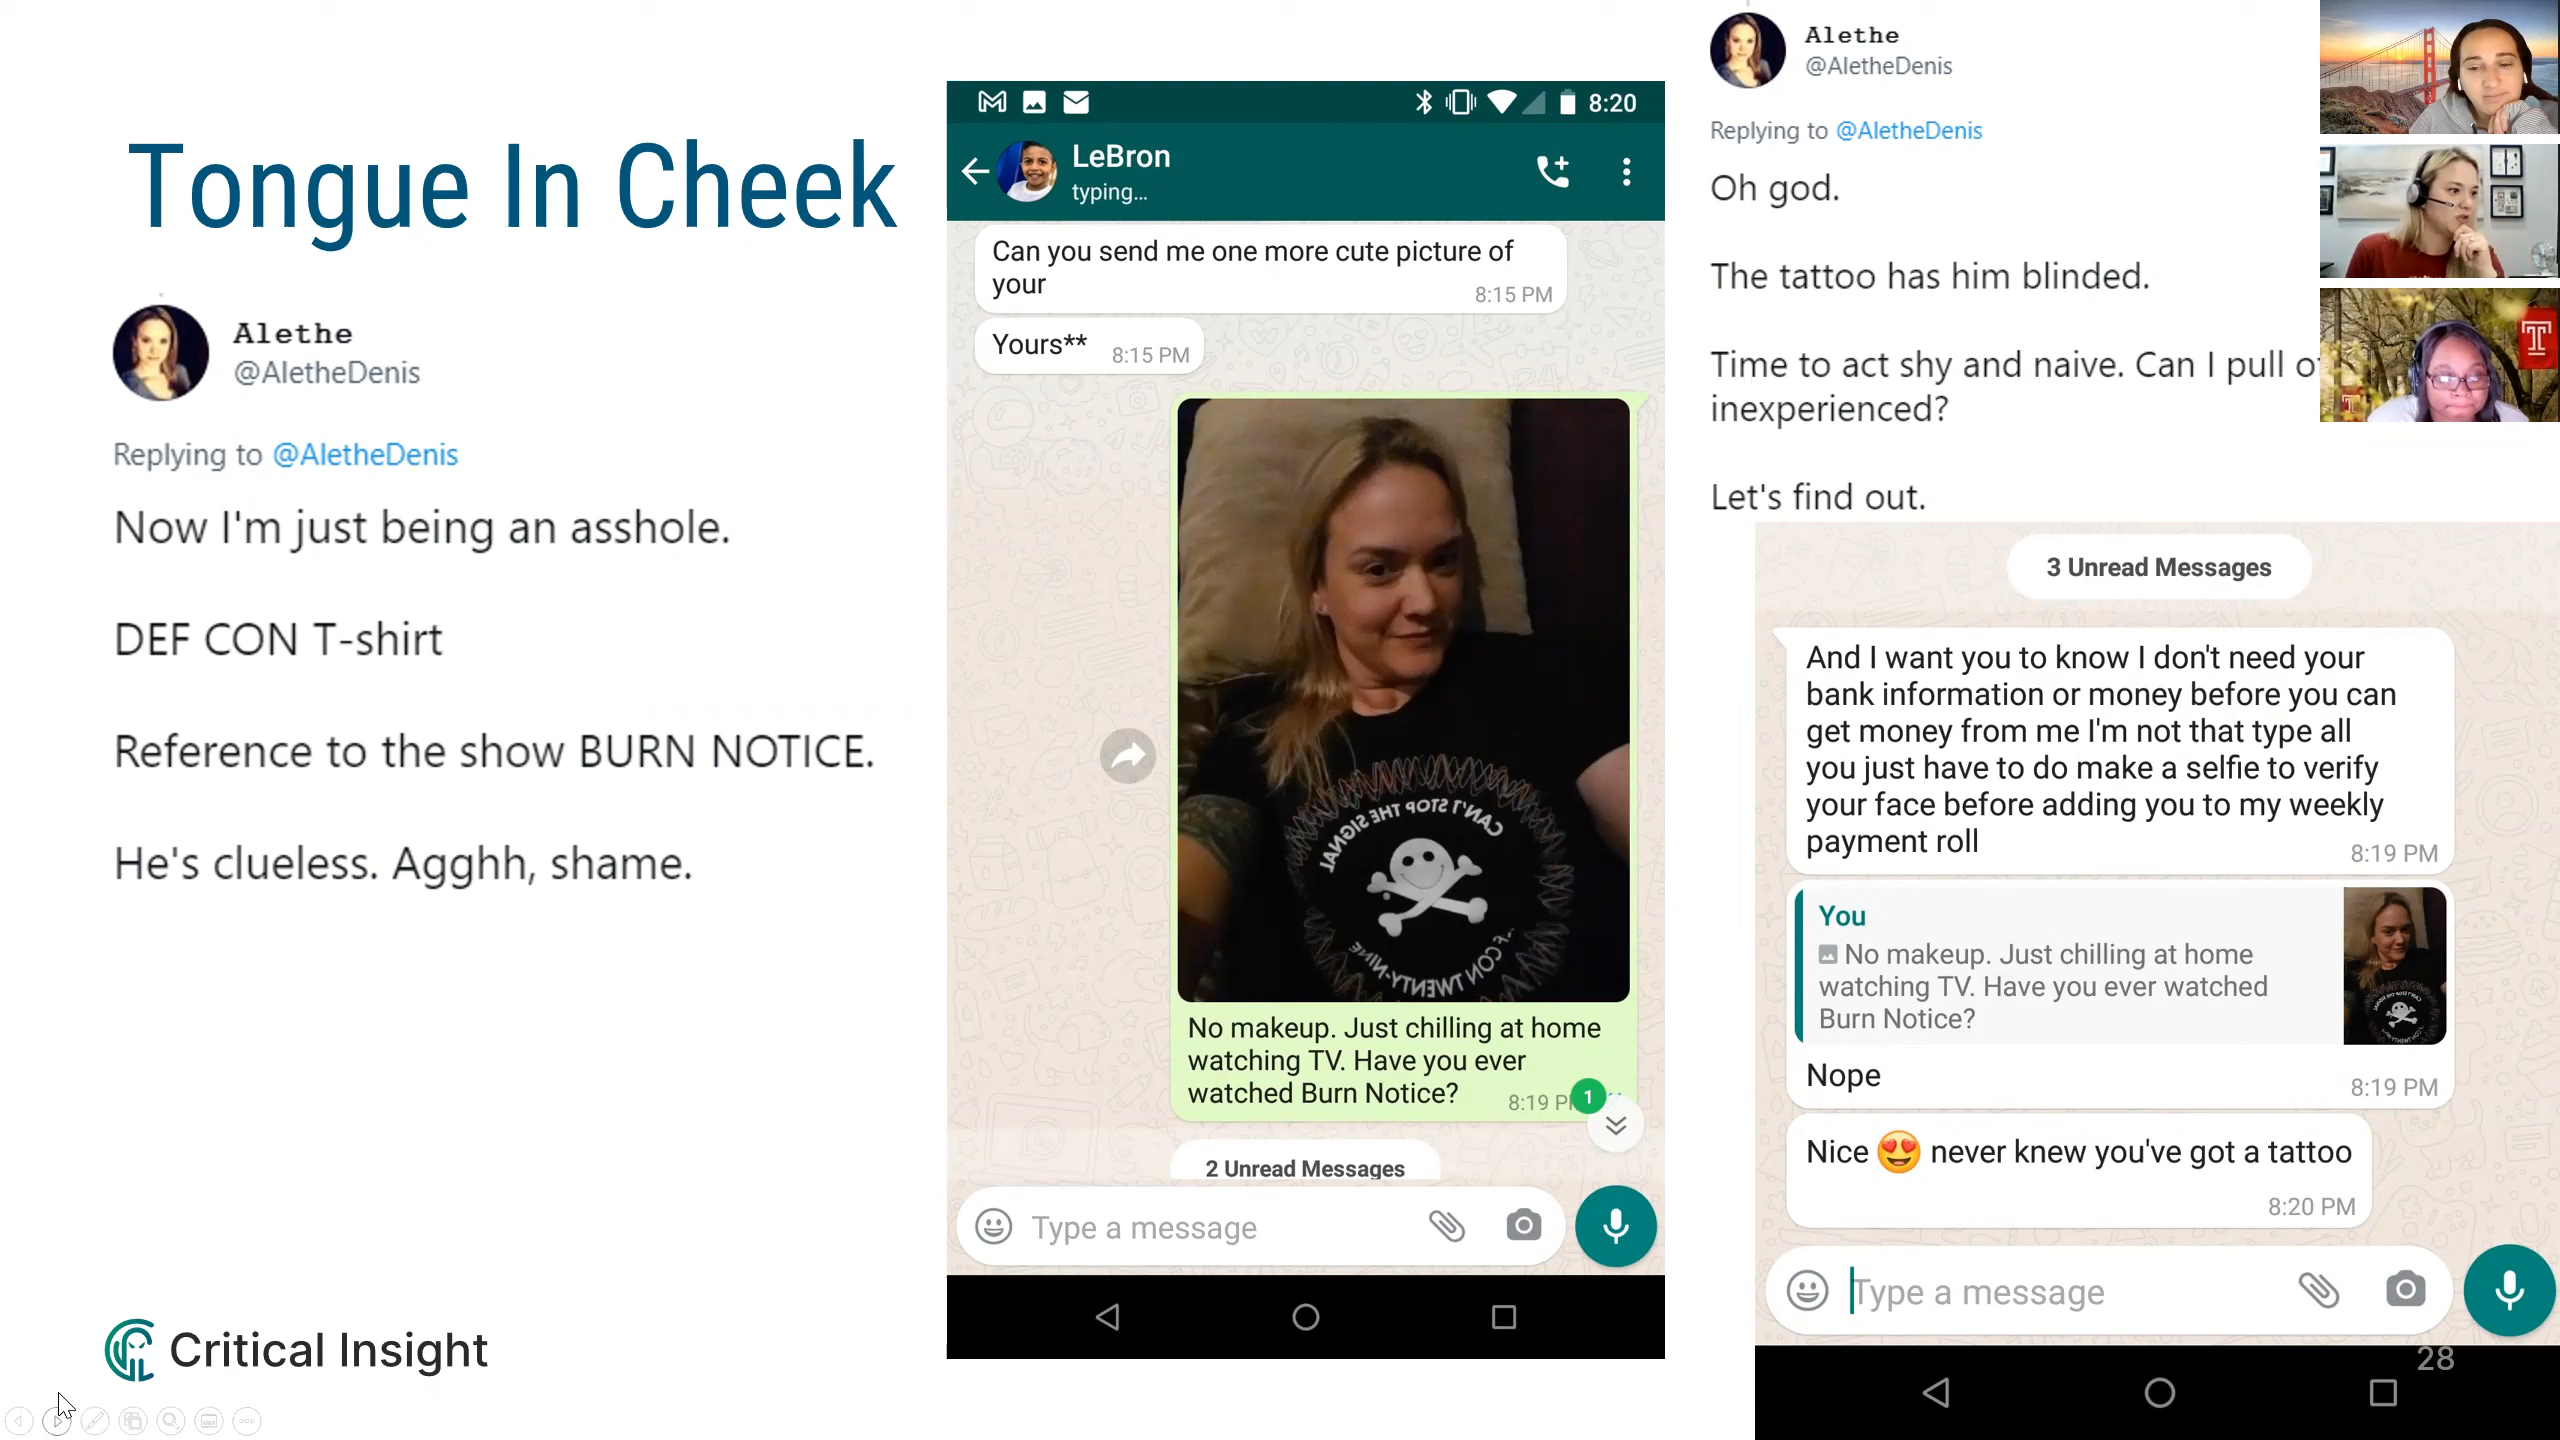 Tongue In Cheek
Alethe
@AletheDenis
Replying to @AletheDenis
Now I'm just being an asshole.
DEF CON T-shirt
Reference to the show BURN NOTICE.
He's clueless. Agghh, shame.
Critical Insight
8:20
LeBron
typing...
Can you send me one more cute picture of
your
8:15 PM
Yours**
8:15 PM
CAN'T STOP THE SIGNAL
CON TWENTY-NINE
No makeup. Just chilling at home
watching TV. Have you ever
watched Burn Notice?
8:19
1
2 Unread Messages
Type a message
Alethe
@AletheDenis
Replying to @AletheDenis
Oh god.
The tattoo has him blinded.
Time to act shy and naive. Can I pull
inexperienced?
Let's find out.
3 Unread Messages
And I want you to know I don't need your
bank information or money before you can
get money from me I'm not that type all
you just have to do make a selfie to verify
your face before adding you to my weekly
payment roll
8:19 PM
You
No makeup. Just chilling at home
watching TV. Have you ever watched
Burn Notice?
Nope
8:19 PM
Nice 😍 never knew you've got a tattoo
8:20 PM
Type a message
28